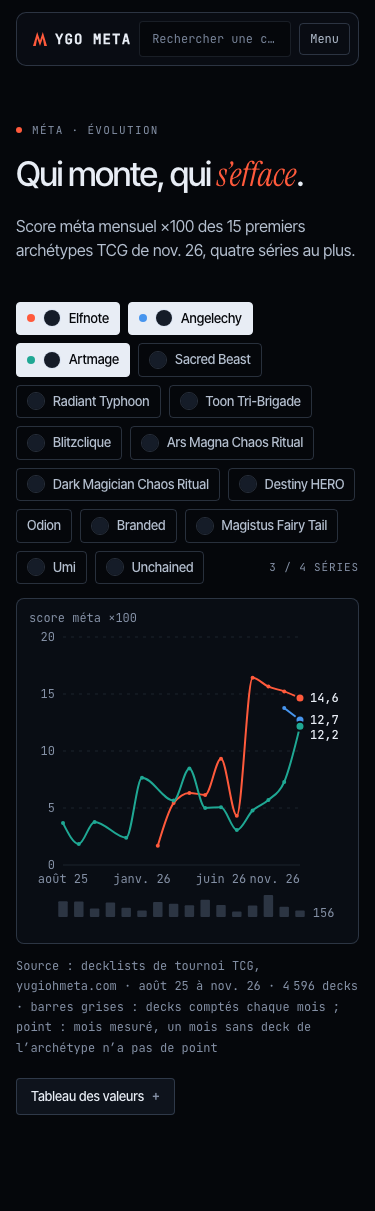 YGO META
Rechercher une c…
Menu
MÉTA · ÉVOLUTION
Qui monte, qui s’efface.
Score méta mensuel ×100 des 15 premiers
archétypes TCG de nov. 26, quatre séries au plus.
Elfnote
Angelechy
Artmage
Sacred Beast
Radiant Typhoon
Toon Tri-Brigade
Blitzclique
Ars Magna Chaos Ritual
Dark Magician Chaos Ritual
Destiny HERO
Odion
Branded
Magistus Fairy Tail
Umi
Unchained
3 / 4 SÉRIES
score méta ×100
20
15
10
5
0
14,6
12,7
12,2
août 25
janv. 26
juin 26
nov. 26
156
Source : decklists de tournoi TCG,
yugiohmeta.com · août 25 à nov. 26 · 4 596 decks
· barres grises : decks comptés chaque mois ;
point : mois mesuré, un mois sans deck de
l’archétype n’a pas de point
Tableau des valeurs +